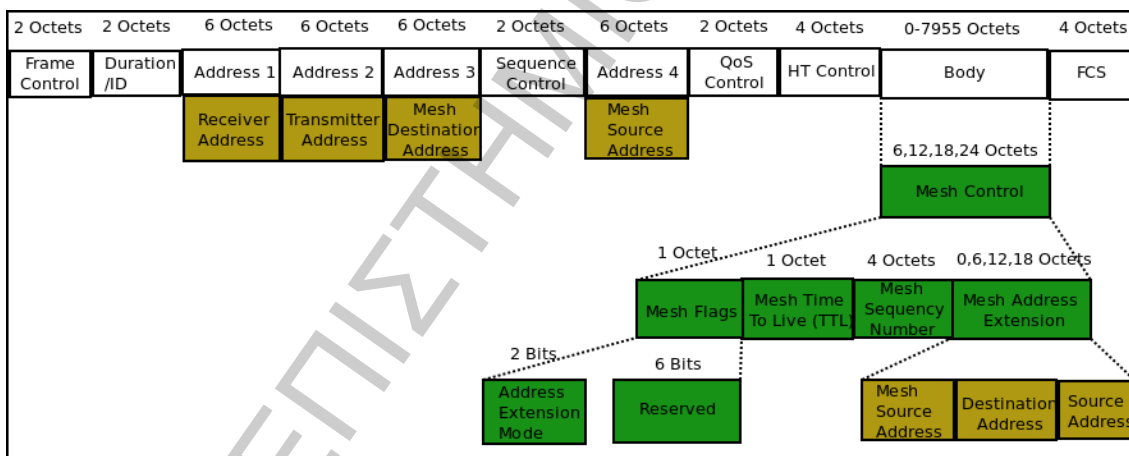 2 Octets 2 Octets 6 Octets 6 Octets 6 Octets 2 Octets 6 Octets 2 Octets 4 Octets 0-7955 Octets 4 Octets
Frame
Control
Duration
/ID
Address 1
Address 2
Address 3
Sequence
Control
Address 4
QoS
Control
HT Control
Body
FCS
Receiver
Address
Transmitter
Address
Mesh
Destination
Address
Mesh
Source
Address
6,12,18,24 Octets
Mesh Control
1 Octet 1 Octet 4 Octets 0,6,12,18 Octets
Mesh Flags
Mesh Time
To Live (TTL)
Mesh
Sequency
Number
Mesh Address
Extension
2 Bits 6 Bits
Address
Extension
Mode
Reserved
Mesh
Source
Address
Destination
Address
Source
Address